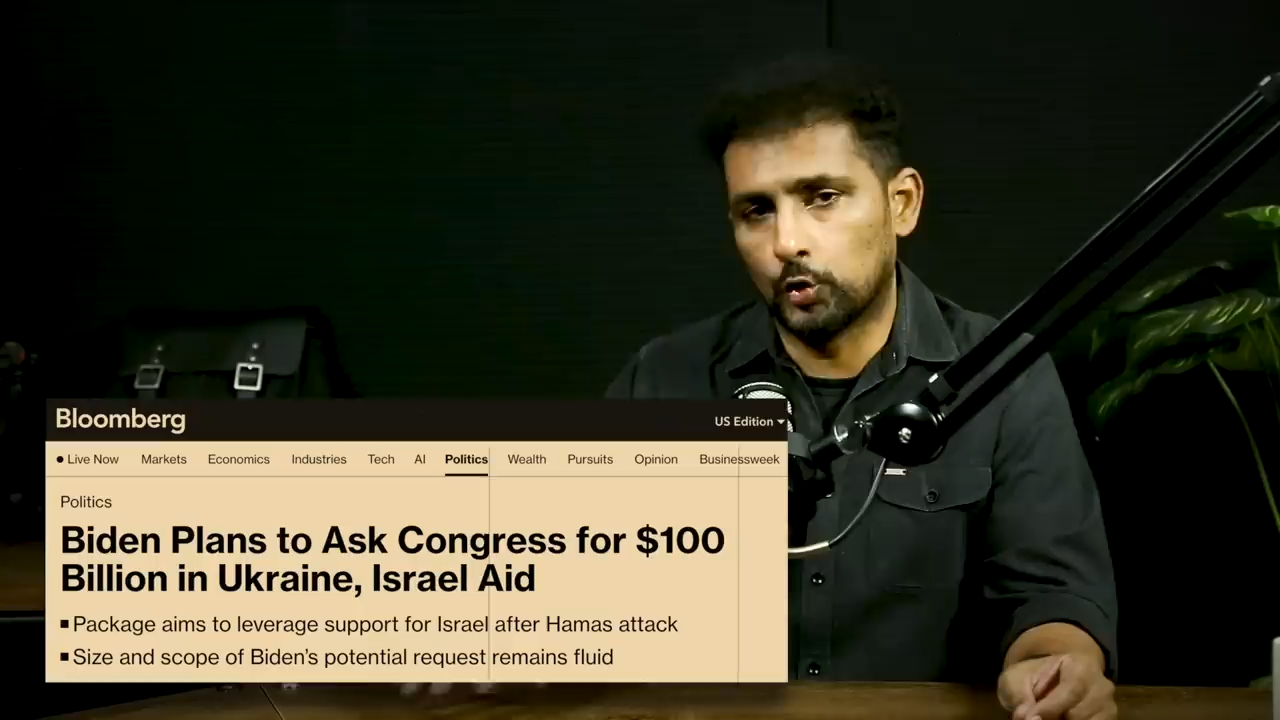 Bloomberg
US Edition
Live Now Markets Economics Industries Tech AI Politics Wealth Pursuits Opinion Businessweek
Politics
Biden Plans to Ask Congress for $100
Billion in Ukraine, Israel Aid
Package aims to leverage support for Israel after Hamas attack
Size and scope of Biden's potential request remains fluid